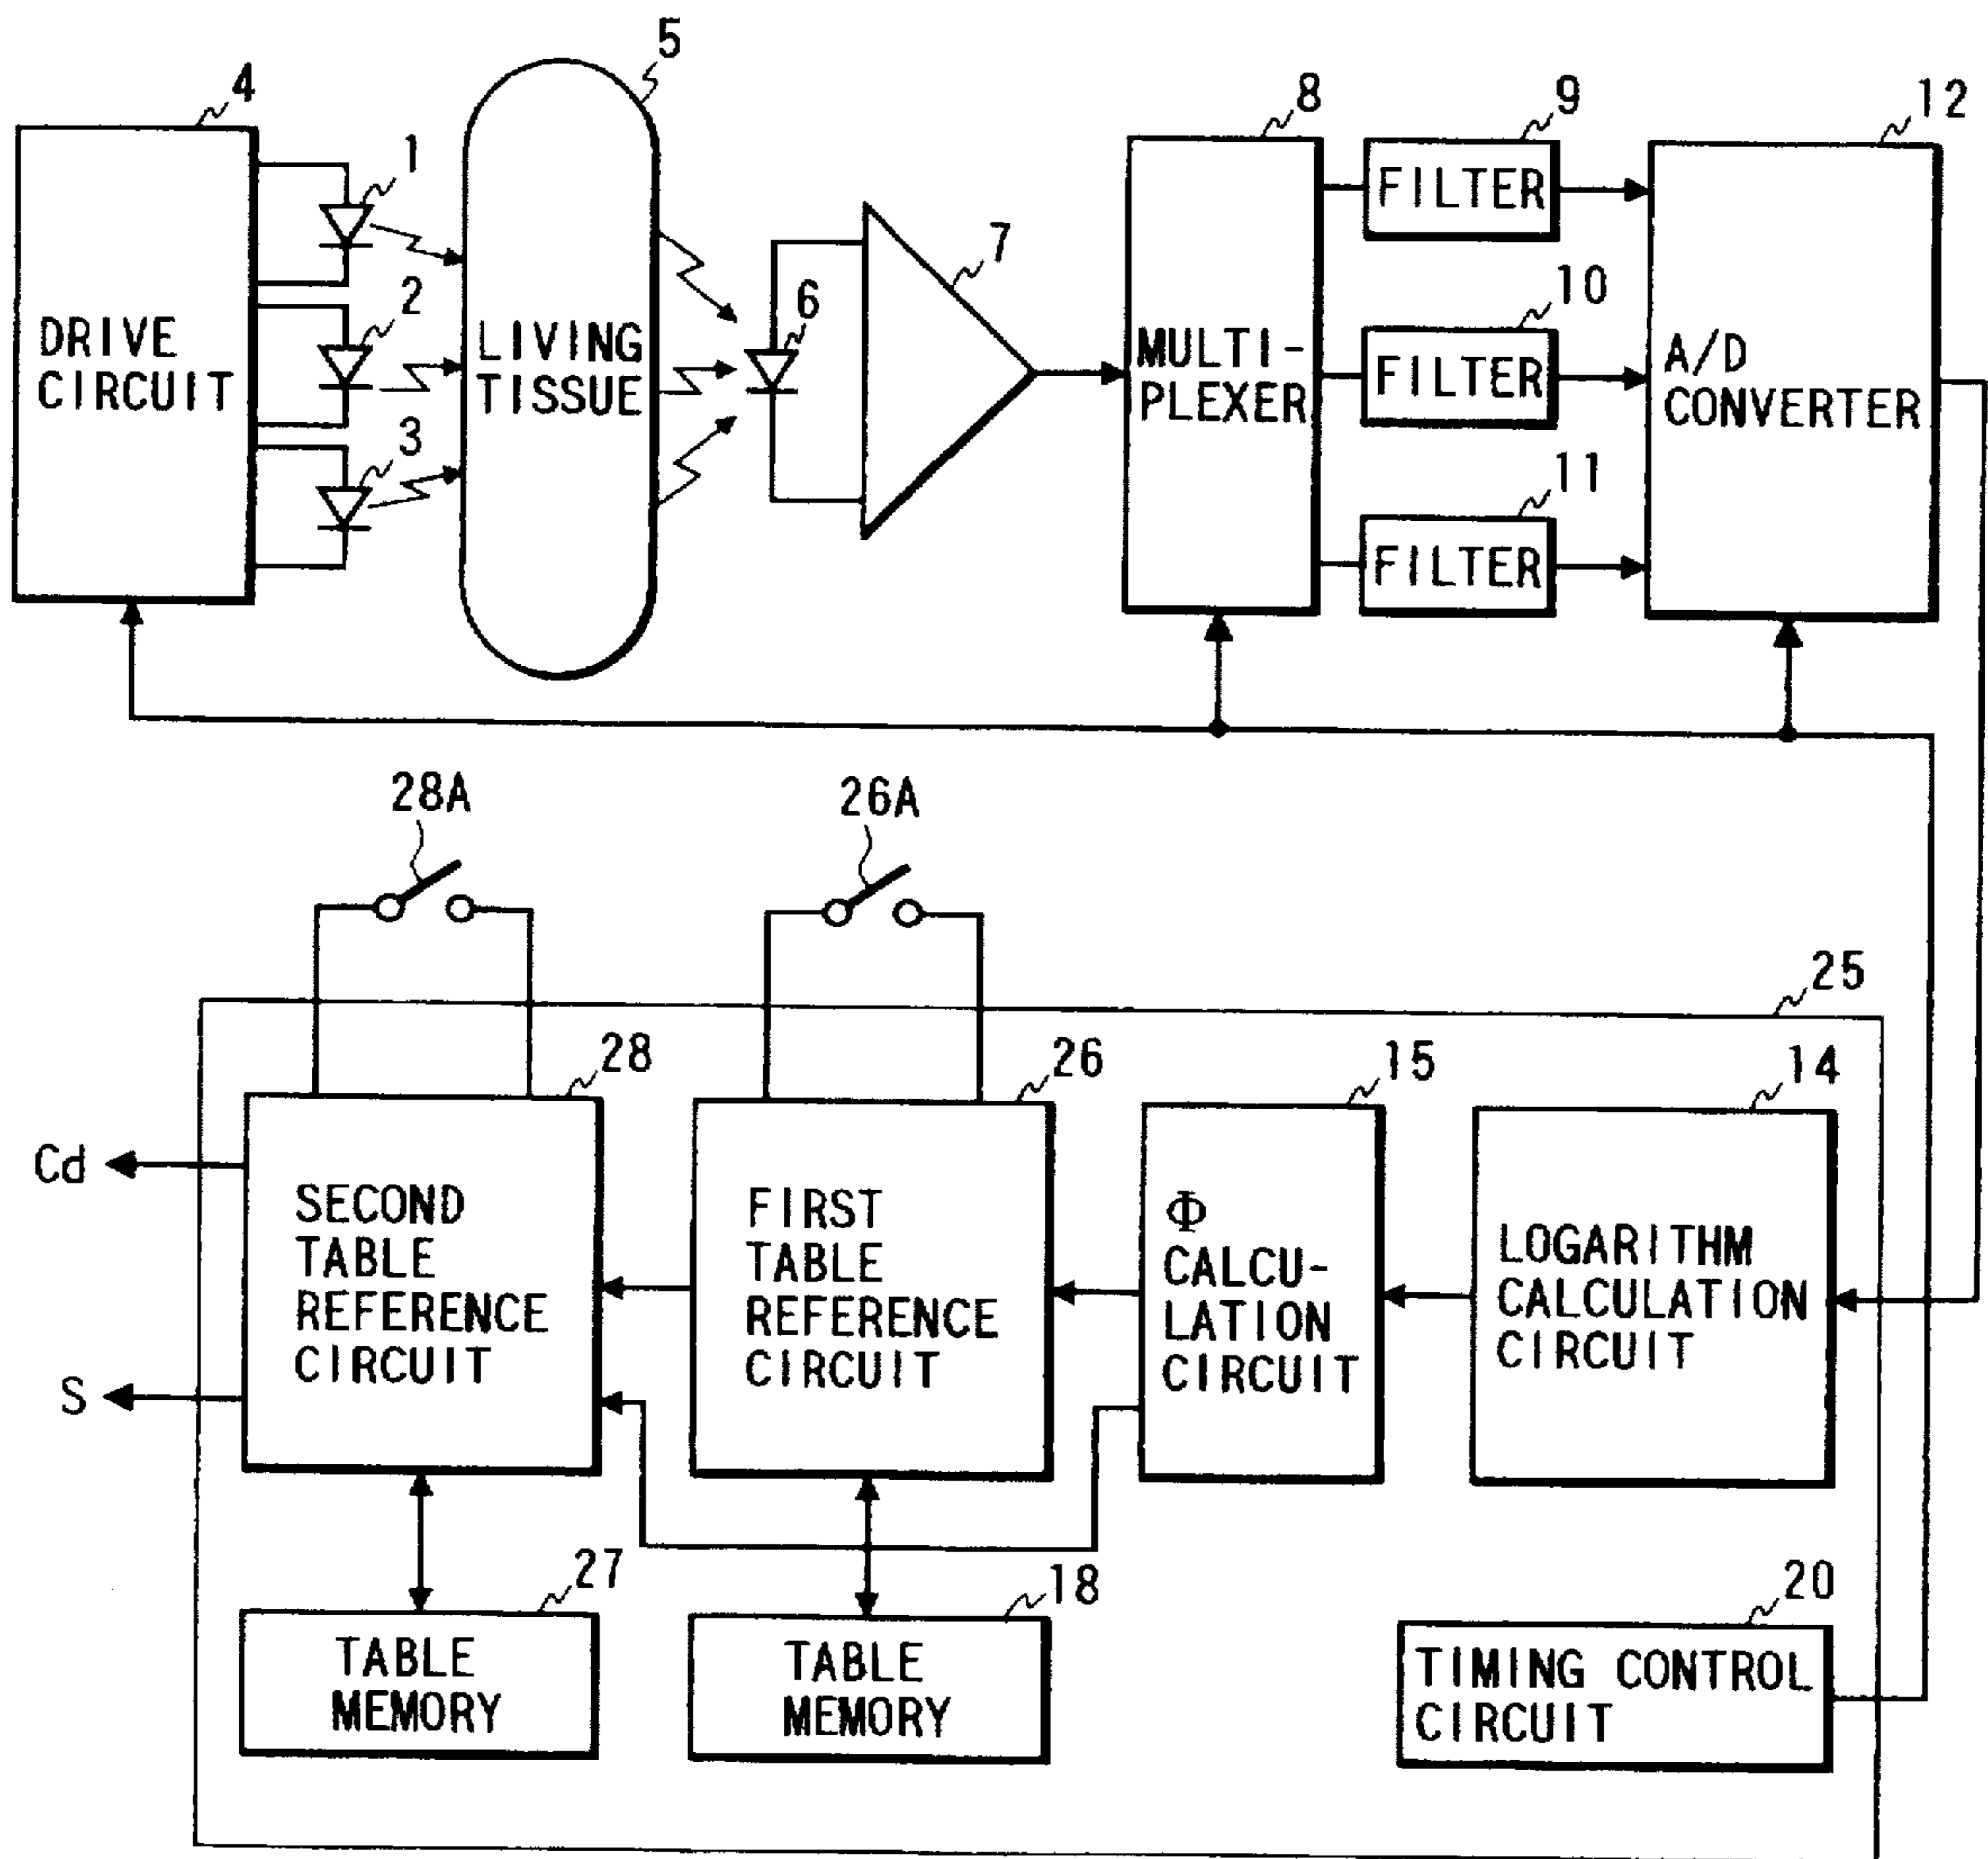 5
4
8
9
12
1
FILTER
7
2
6
10
DRIVE
CIRCUIT
LIVING
TISSUE
MULTI-
PLEXER
FILTER
A/D
CONVERTER
3
11
FILTER
28A
26A
25
28
26
15
14
Cd
SECOND
TABLE
REFERENCE
CIRCUIT
FIRST
TABLE
REFERENCE
CIRCUIT
Φ
CALCU-
LATION
CIRCUIT
LOGARITHM
CALCULATION
CIRCUIT
S
27
18
20
TABLE
MEMORY
TABLE
MEMORY
TIMING CONTROL
CIRCUIT